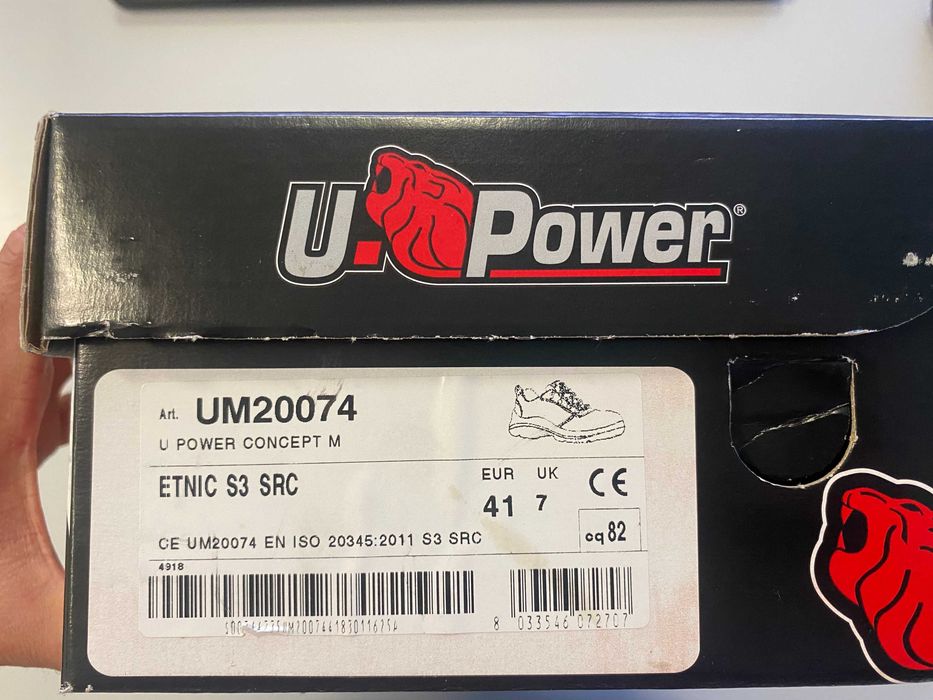 U.Power®
Art. UM20074
U POWER CONCEPT M
ETNIC S3 SRC
EUR UK
41 7
CE
CE UM20074 EN ISO 20345:2011 S3 SRC
cq 82
4918
8 033546 072707